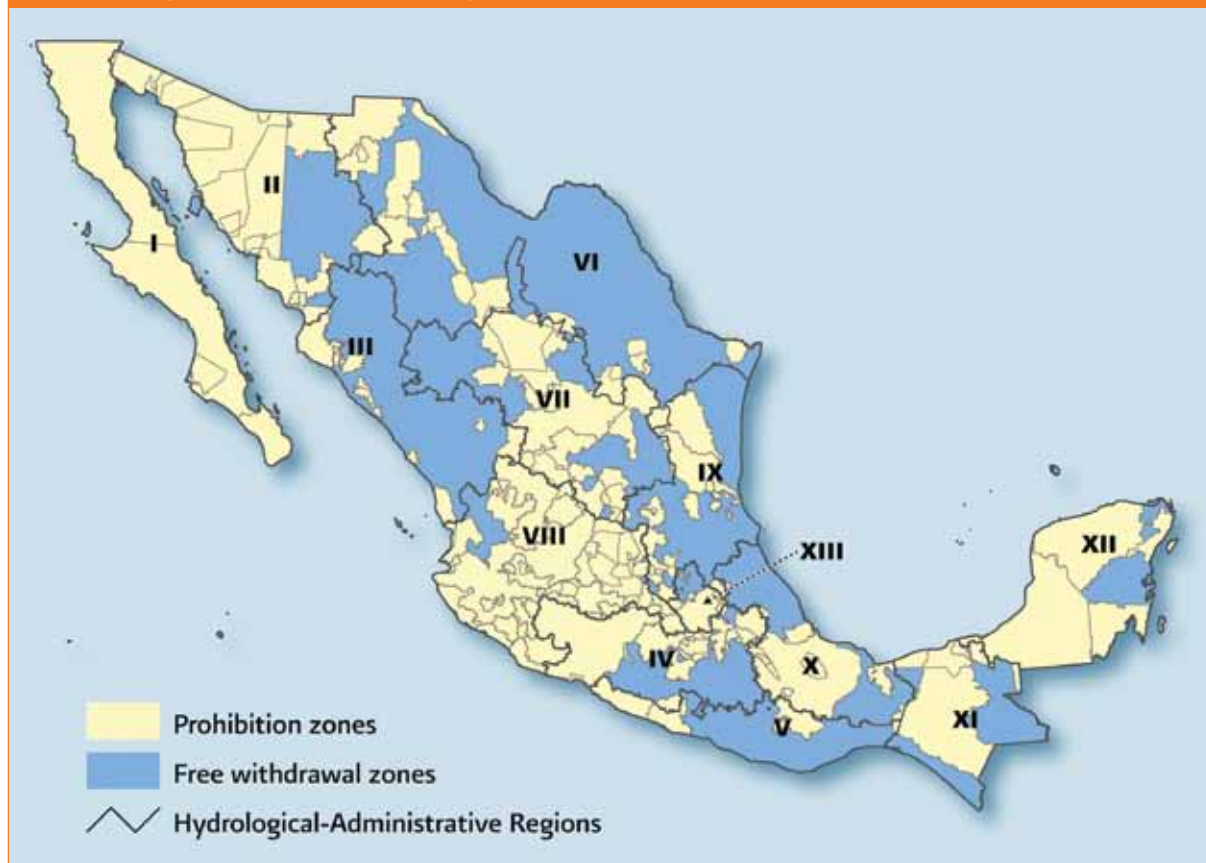 I
II
III
VI
VII
IX
VIII
XIII
XII
IV
X
V
XI
Prohibition zones
Free withdrawal zones
Hydrological-Administrative Regions